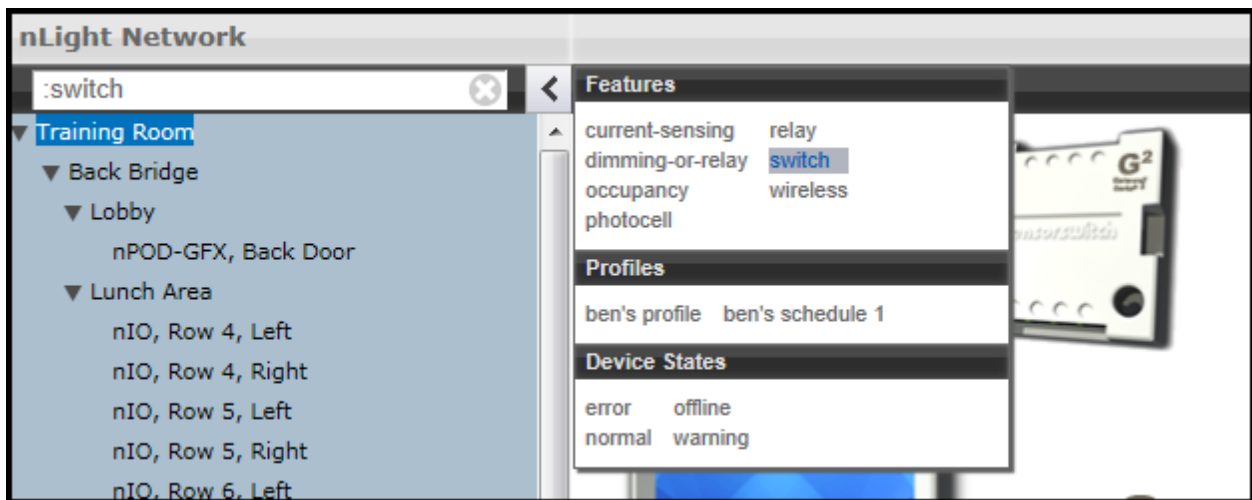 nLight Network
:switch
Training Room
Back Bridge
Lobby
nPOD-GFX, Back Door
Lunch Area
nIO, Row 4, Left
nIO, Row 4, Right
nIO, Row 5, Left
nIO, Row 5, Right
nIO, Row 6, Left
Features
current-sensing relay
dimming-or-relay switch
occupancy wireless
photocell
Profiles
ben's profile ben's schedule 1
Device States
error offline
normal warning
G2